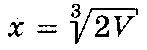 x = ∛2V